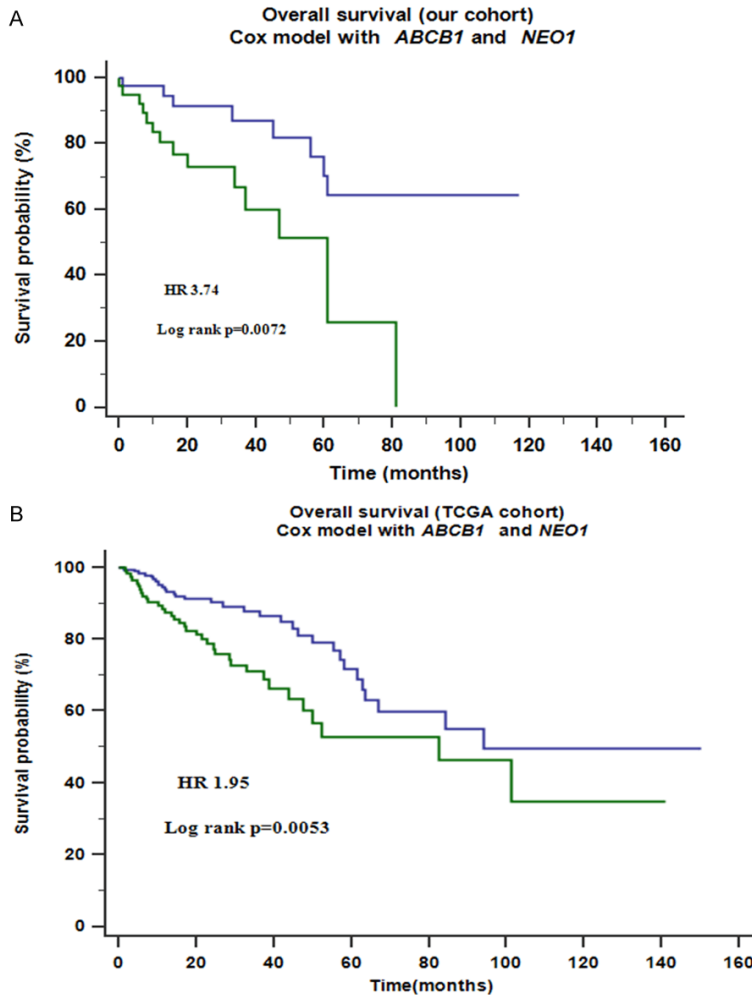 A
Overall survival (our cohort)
Cox model with ABCB1 and NEO1
100
80
60
40
20
0
Survival probability (%)
HR 3.74
Log rank p=0.0072
0 20 40 60 80 100 120 140 160
Time (months)
B
Overall survival (TCGA cohort)
Cox model with ABCB1 and NEO1
100
80
60
40
20
0
Survival probability (%)
HR 1.95
Log rank p=0.0053
0 20 40 60 80 100 120 140 160
Time(months)